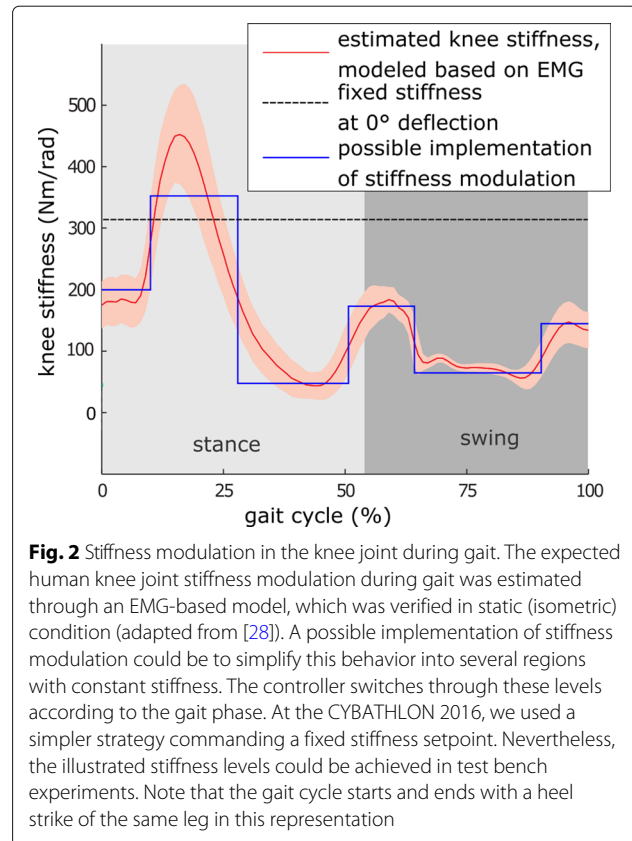 estimated knee stiffness,
modeled based on EMG
fixed stiffness
at 0° deflection
possible implementation
of stiffness modulation
knee stiffness (Nm/rad)
500
400
300
200
100
0
stance
swing
0
25
50
75
100
gait cycle (%)
Fig. 2 Stiffness modulation in the knee joint during gait. The expected
human knee joint stiffness modulation during gait was estimated
through an EMG-based model, which was verified in static (isometric)
condition (adapted from [28]). A possible implementation of stiffness
modulation could be to simplify this behavior into several regions
with constant stiffness. The controller switches through these levels
according to the gait phase. At the CYBATHLON 2016, we used a
simpler strategy commanding a fixed stiffness setpoint. Nevertheless,
the illustrated stiffness levels could be achieved in test bench
experiments. Note that the gait cycle starts and ends with a heel
strike of the same leg in this representation